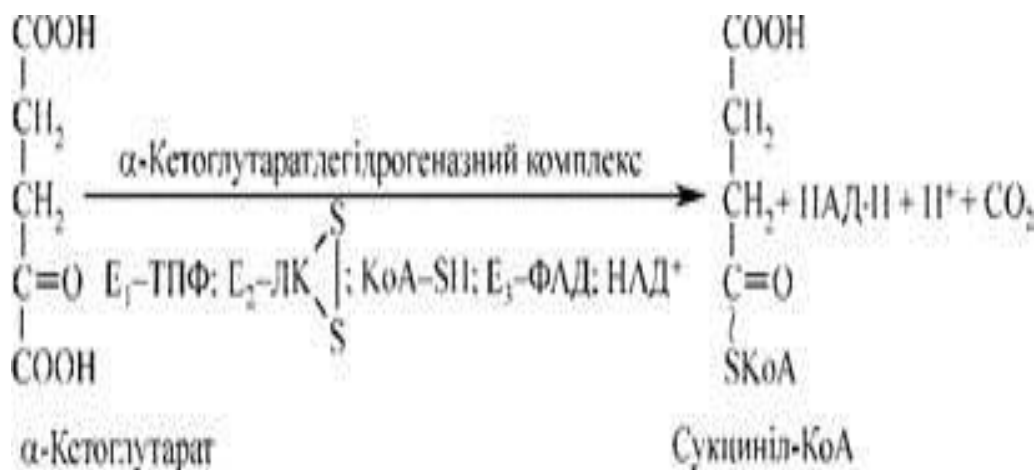 COOH COOH
CH₂ CH₂
α-Кетоглутаратдегідрогеназний комплекс
CH₂ CH₂ + НАД·Н + Н⁺ + CO₂
S
C=O E₁–ТПФ; E₂–ЛК ; КоА–SH; E₃–ФАД; НАД⁺ C=O
S
COOH SKoA
α-Кетоглутарат Сукциніл-КоА